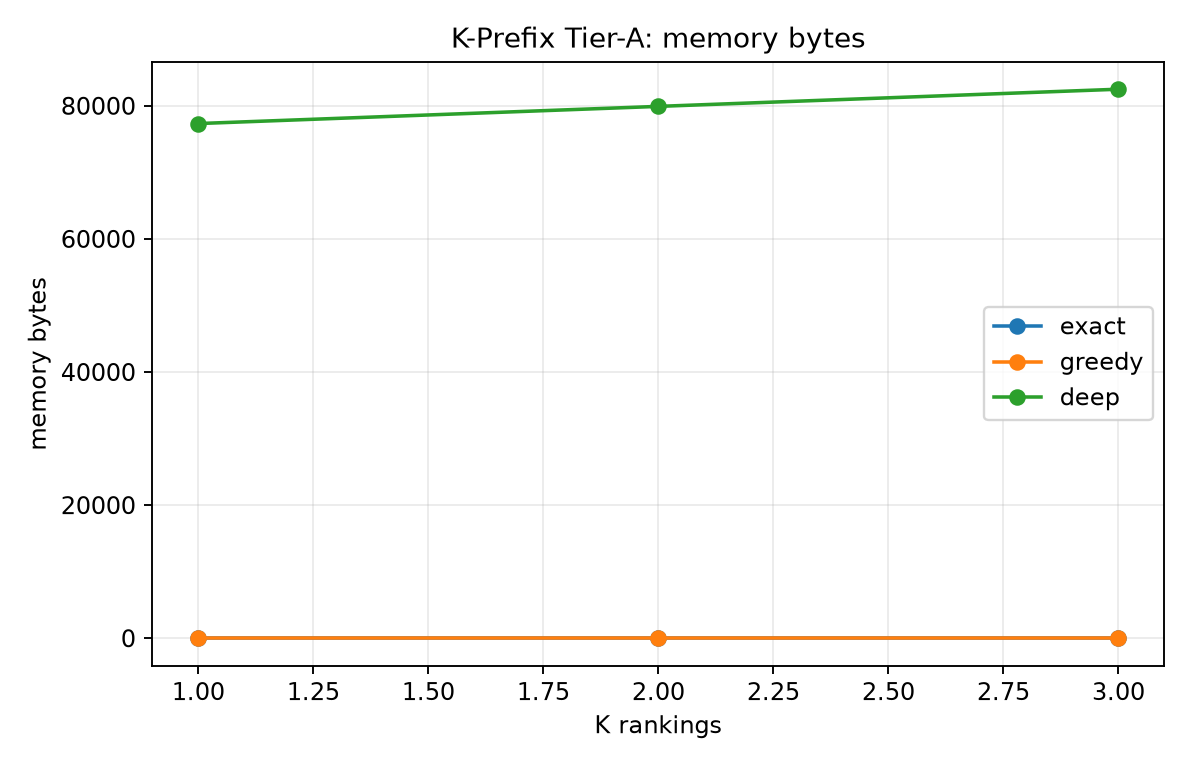 K-Prefix Tier-A: memory bytes
memory bytes
80000
60000
40000
20000
0
exact
greedy
deep
1.00 1.25 1.50 1.75 2.00 2.25 2.50 2.75 3.00
K rankings